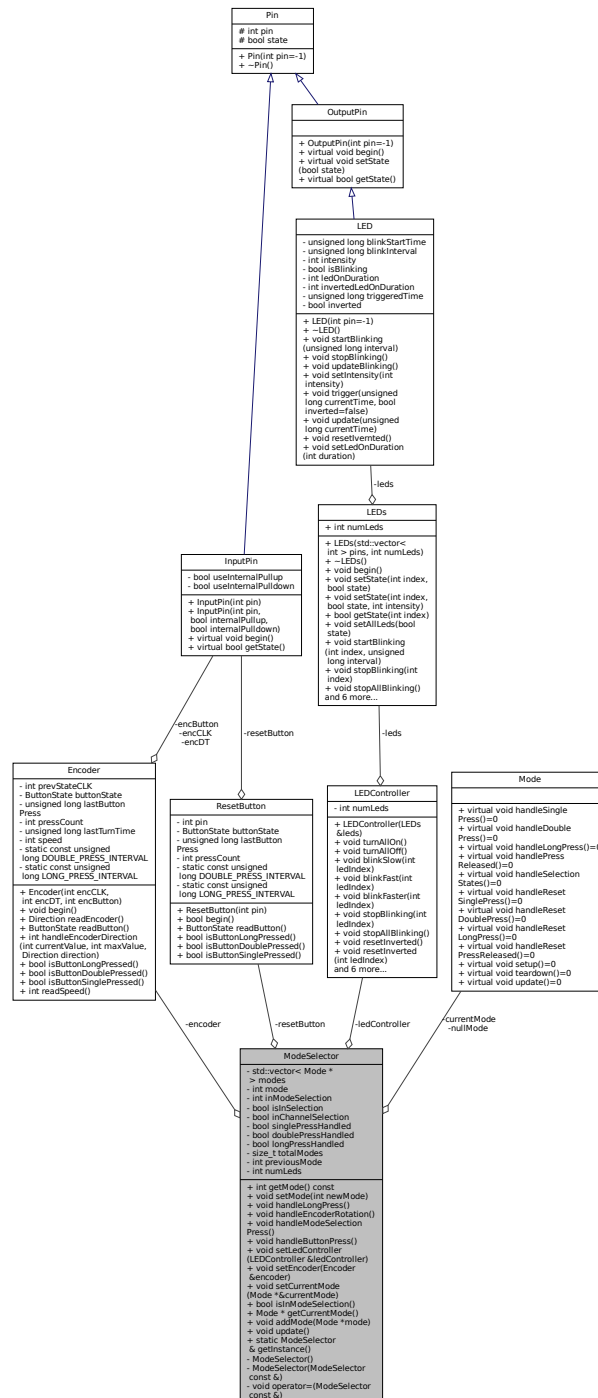 Pin
# int pin
# bool state
+ Pin(int pin=-1)
+ ~Pin()
OutputPin
+ OutputPin(int pin=-1)
+ virtual void begin()
+ virtual void setState
(bool state)
+ virtual bool getState()
LED
- unsigned long blinkStartTime
- unsigned long blinkInterval
- int intensity
- bool isBlinking
- int ledOnDuration
- int invertedLedOnDuration
- unsigned long triggeredTime
- bool inverted
+ LED(int pin=-1)
+ ~LED()
+ void startBlinking
(unsigned long interval)
+ void stopBlinking()
+ void updateBlinking()
+ void setIntensity(int
intensity)
+ void trigger(unsigned
long currentTime, bool
inverted=false)
+ void update(unsigned
long currentTime)
+ void resetIvernted()
+ void setLedOnDuration
(int duration)
-leds
LEDs
+ int numLeds
+ LEDs(std::vector<
int > pins, int numLeds)
+ ~LEDs()
+ void begin()
+ void setState(int index,
bool state)
+ void setState(int index,
bool state, int intensity)
+ bool getState(int index)
+ void setAllLeds(bool
state)
+ void startBlinking
(int index, unsigned
long interval)
+ void stopBlinking(int
index)
+ void stopAllBlinking()
and 6 more...
InputPin
- bool useInternalPullup
- bool useInternalPulldown
+ InputPin(int pin)
+ InputPin(int pin,
bool internalPullup,
bool internalPulldown)
+ virtual void begin()
+ virtual bool getState()
-encButton
-encCLK
-encDT
-resetButton
-leds
Encoder
- int prevStateCLK
- ButtonState buttonState
- unsigned long lastButton
Press
- int pressCount
- unsigned long lastTurnTime
- int speed
- static const unsigned
long DOUBLE_PRESS_INTERVAL
- static const unsigned
long LONG_PRESS_INTERVAL
+ Encoder(int encCLK,
int encDT, int encButton)
+ void begin()
+ Direction readEncoder()
+ ButtonState readButton()
+ int handleEncoderDirection
(int currentValue, int maxValue,
Direction direction)
+ bool isButtonLongPressed()
+ bool isButtonDoublePressed()
+ bool isButtonSinglePressed()
+ int readSpeed()
ResetButton
- int pin
- ButtonState buttonState
- unsigned long lastButton
Press
- int pressCount
- static const unsigned
long DOUBLE_PRESS_INTERVAL
- static const unsigned
long LONG_PRESS_INTERVAL
+ ResetButton(int pin)
+ void begin()
+ ButtonState readButton()
+ bool isButtonLongPressed()
+ bool isButtonDoublePressed()
+ bool isButtonSinglePressed()
LEDController
- int numLeds
+ LEDController(LEDs
&leds)
+ void turnAllOn()
+ void turnAllOff()
+ void blinkSlow(int
ledIndex)
+ void blinkFast(int
ledIndex)
+ void blinkFaster(int
ledIndex)
+ void stopBlinking(int
ledIndex)
+ void stopAllBlinking()
+ void resetInverted()
+ void resetInverted
(int ledIndex)
and 6 more...
Mode
+ virtual void handleSingle
Press()=0
+ virtual void handleDouble
Press()=0
+ virtual void handleLongPress()=0
+ virtual void handlePress
Released()=0
+ virtual void handleSelection
States()=0
+ virtual void handleReset
SinglePress()=0
+ virtual void handleReset
DoublePress()=0
+ virtual void handleReset
LongPress()=0
+ virtual void handleReset
PressReleased()=0
+ virtual void setup()=0
+ virtual void teardown()=0
+ virtual void update()=0
-encoder
-resetButton
-ledController
-currentMode
-nullMode
ModeSelector
- std::vector< Mode *
> modes
- int mode
- int inModeSelection
- bool isInSelection
- bool inChannelSelection
- bool singlePressHandled
- bool doublePressHandled
- bool longPressHandled
- size_t totalModes
- int previousMode
- int numLeds
+ int getMode() const
+ void setMode(int newMode)
+ void handleLongPress()
+ void handleEncoderRotation()
+ void handleModeSelection
Press()
+ void handleButtonPress()
+ void setLedController
(LEDController &ledController)
+ void setEncoder(Encoder
&encoder)
+ void setCurrentMode
(Mode *&currentMode)
+ bool isInModeSelection()
+ Mode * getCurrentMode()
+ void addMode(Mode *mode)
+ void update()
+ static ModeSelector
& getInstance()
- ModeSelector()
- ModeSelector(ModeSelector
const &)
- void operator=(ModeSelector
const &)